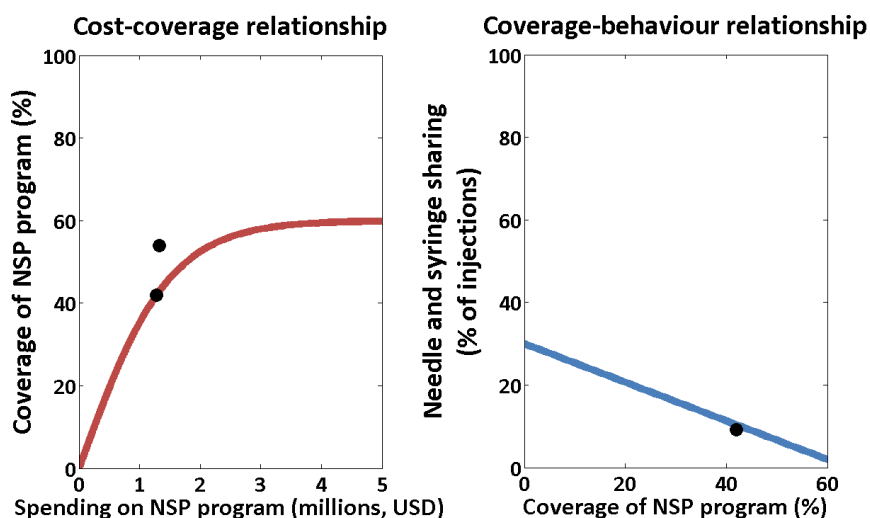 Cost-coverage relationship
Coverage of NSP program (%)
100
80
60
40
20
0
0 1 2 3 4 5
Spending on NSP program (millions, USD)
Coverage-behaviour relationship
Needle and syringe sharing
(% of injections)
100
80
60
40
20
0
0 20 40 60
Coverage of NSP program (%)